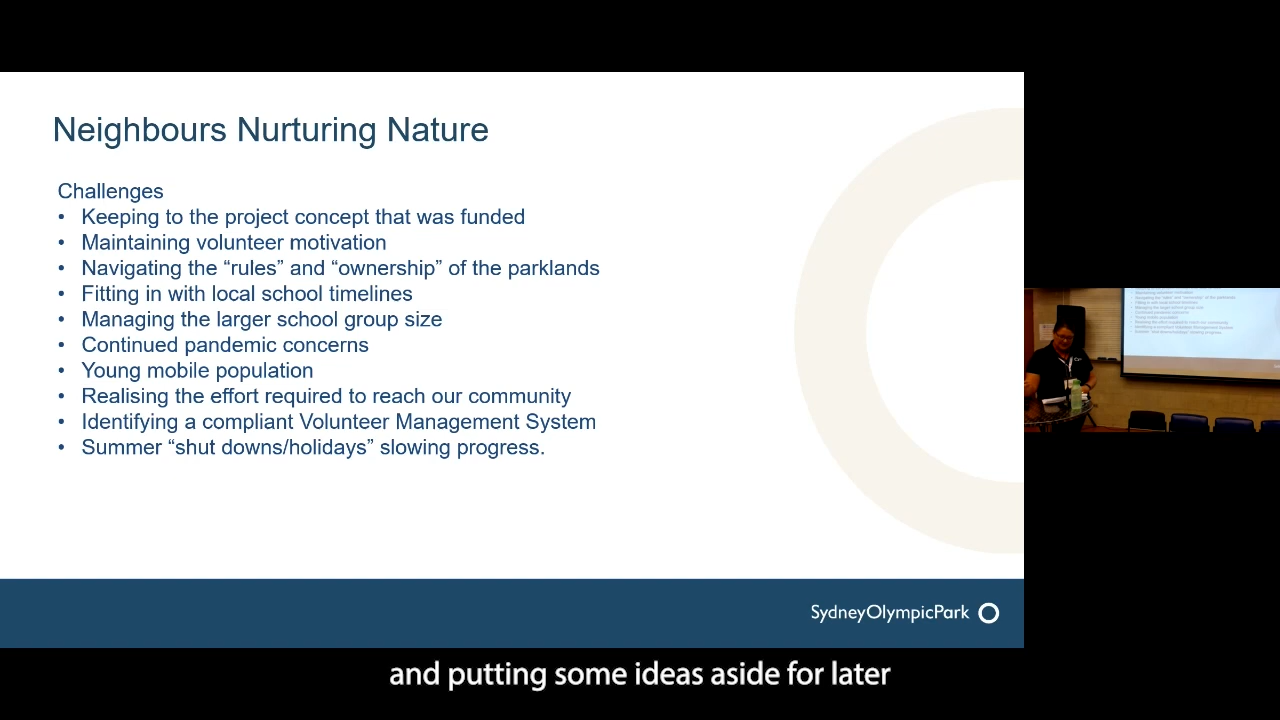 Neighbours Nurturing Nature
Challenges
• Keeping to the project concept that was funded
• Maintaining volunteer motivation
• Navigating the “rules” and “ownership” of the parklands
• Fitting in with local school timelines
• Managing the larger school group size
• Continued pandemic concerns
• Young mobile population
• Realising the effort required to reach our community
• Identifying a compliant Volunteer Management System
• Summer “shut downs/holidays” slowing progress.
SydneyOlympicPark
and putting some ideas aside for later